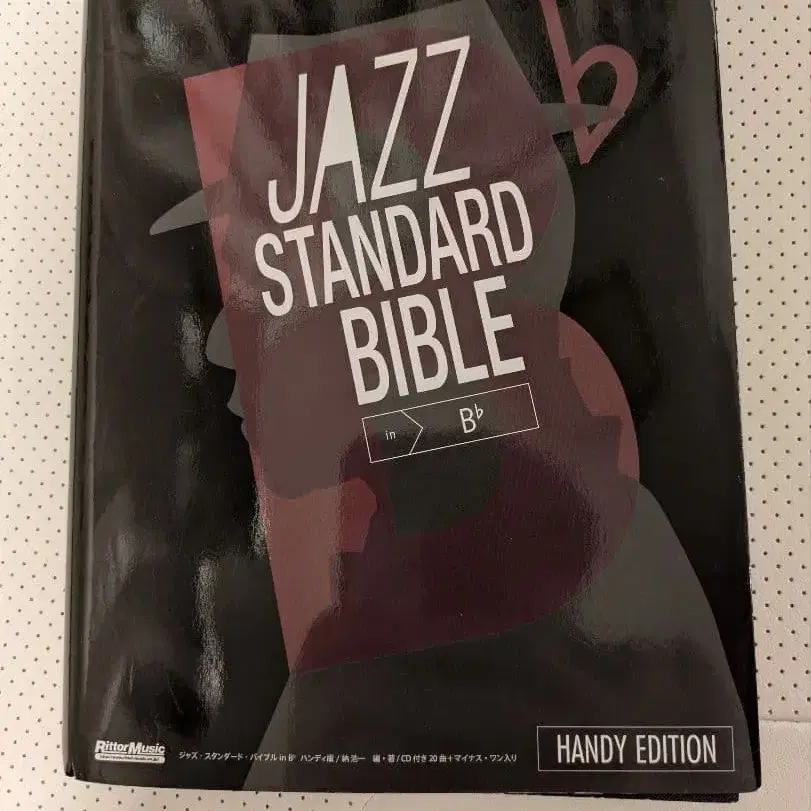 ♭
JAZZ
STANDARD
BIBLE
in B♭
HANDY EDITION
RittorMusic
ジャズ・スタンダード・バイブル in B♭ ハンディ版/納 浩一 編・著/CD付き20曲+マイナス・ワン入り